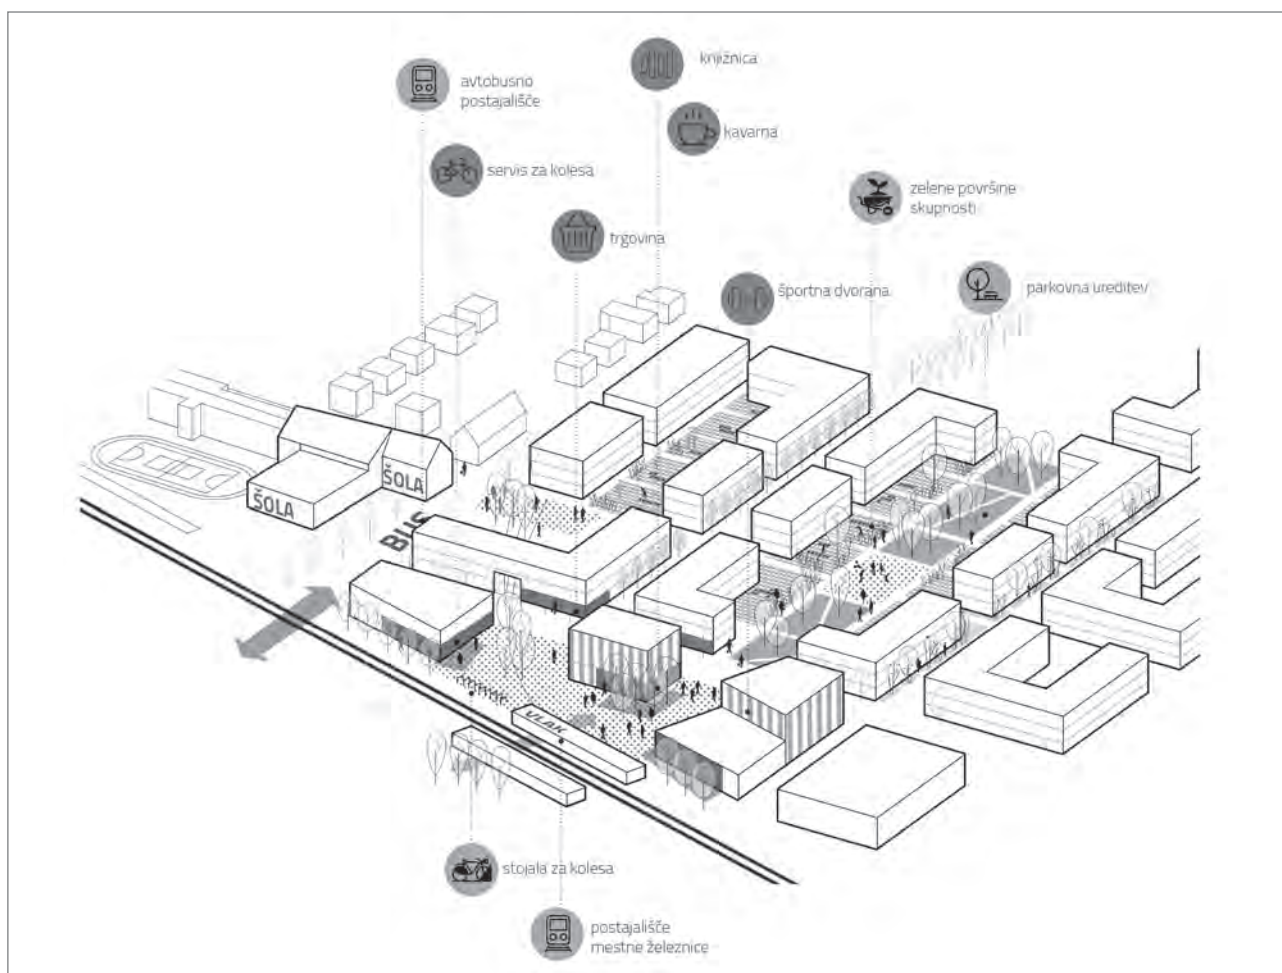 knjižnica
avtobusno
postajališče
kavarna
servis za kolesa
zelene površine
skupnosti
trgovina
športna dvorana
parkovna ureditev
ŠOLA
ŠOLA
BUS
VLAK
stojala za kolesa
postajališče
mestne železnice